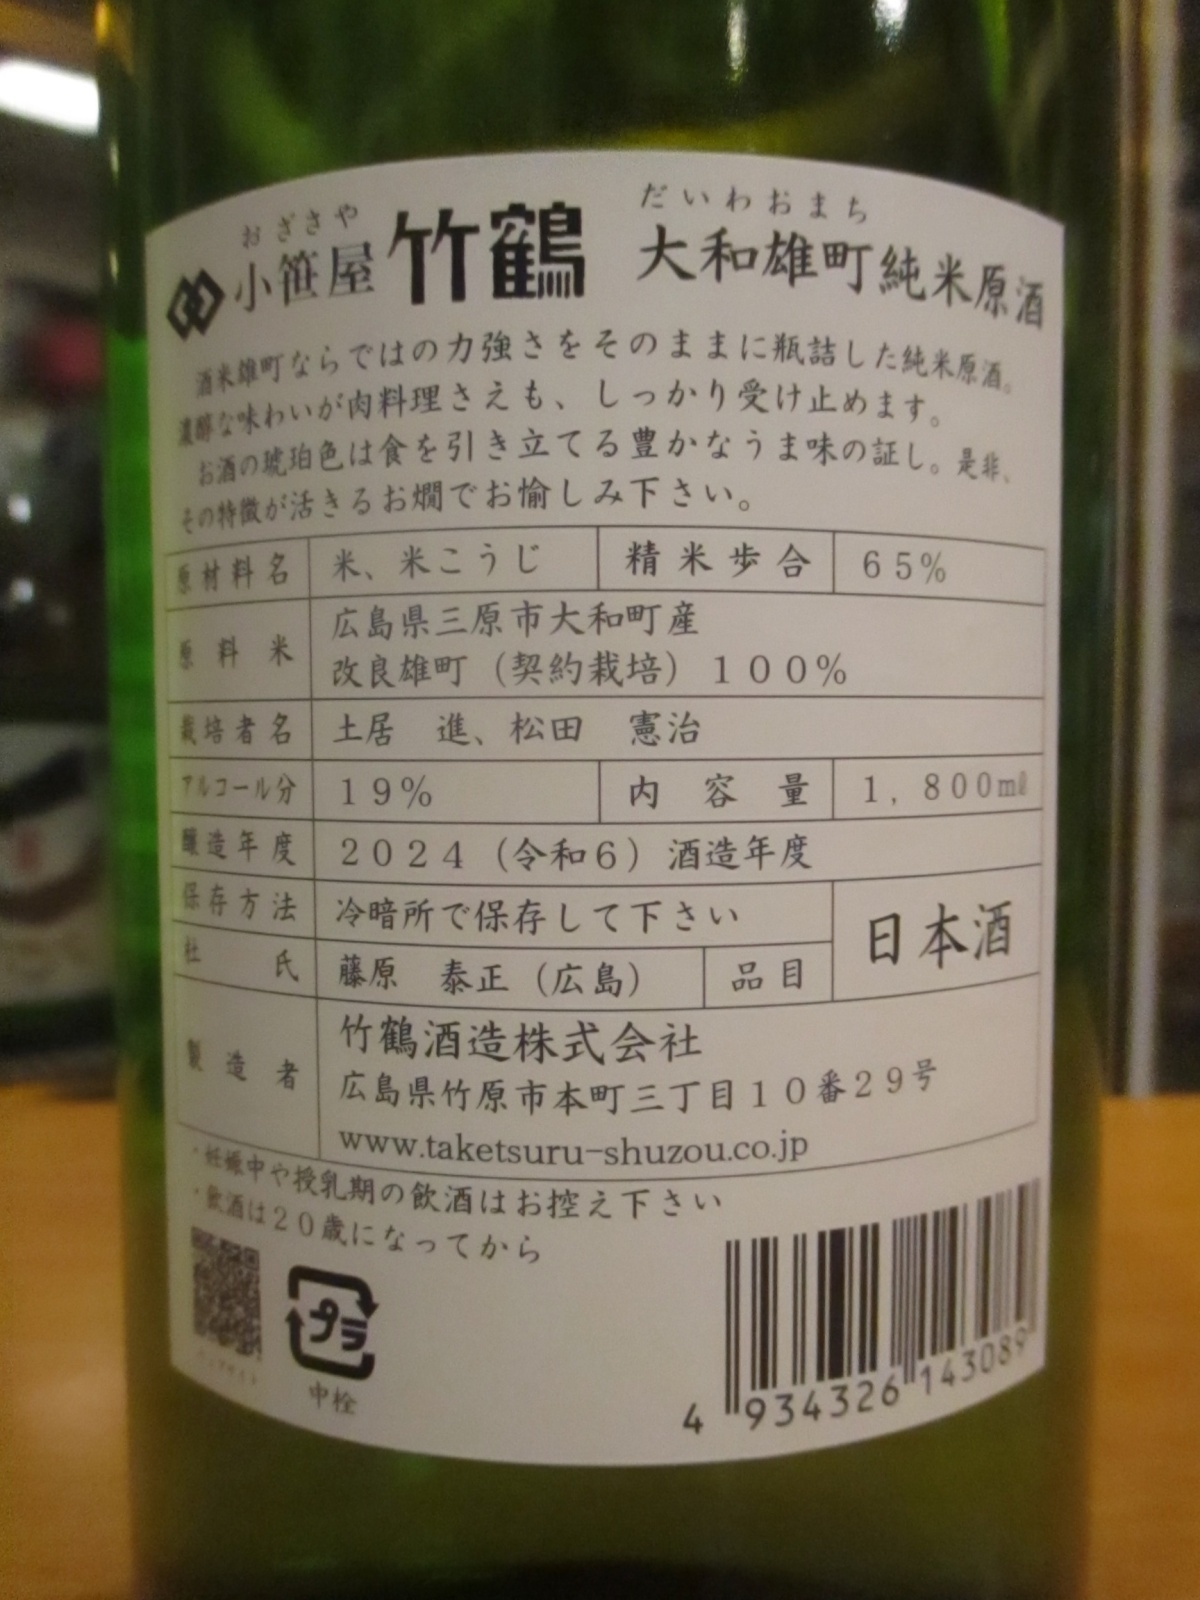 おぎさや
小笹屋 竹鶴
だいわおまち
大和雄町純米原酒
酒米雄町ならではの力強さをそのままに瓶詰した純米原酒。
濃醇な味わいが肉料理さえも、しっかり受け止めます。
お酒の琥珀色は食を引き立てる豊かなうま味の証し。是非、
その特徴が活きるお燗でお愉しみ下さい。
原材料名 米、米こうじ 精米歩合 65%
原料米 広島県三原市大和町産
改良雄町（契約栽培）100%
栽培者名 土居 進、松田 憲治
アルコール分 19% 内容量 1,800mℓ
醸造年度 2024（令和6）酒造年度
保存方法 冷暗所で保存して下さい
杜氏 藤原 泰正（広島） 品目 日本酒
製造者 竹鶴酒造株式会社
広島県竹原市本町三丁目10番29号
www.taketsuru-shuzou.co.jp
・妊娠中や授乳期の飲酒はお控え下さい
・飲酒は20歳になってから
プラ
中栓
4 934326 143089